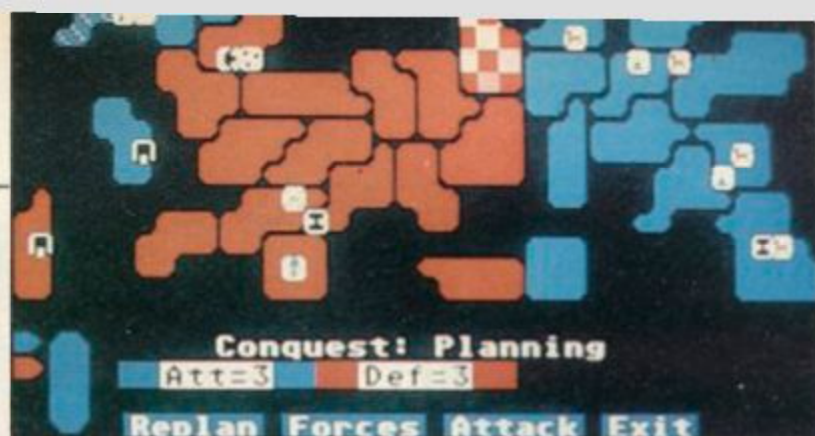 Conquest: Planning
Att=3 Def=3
Replan Forces Attack Exit